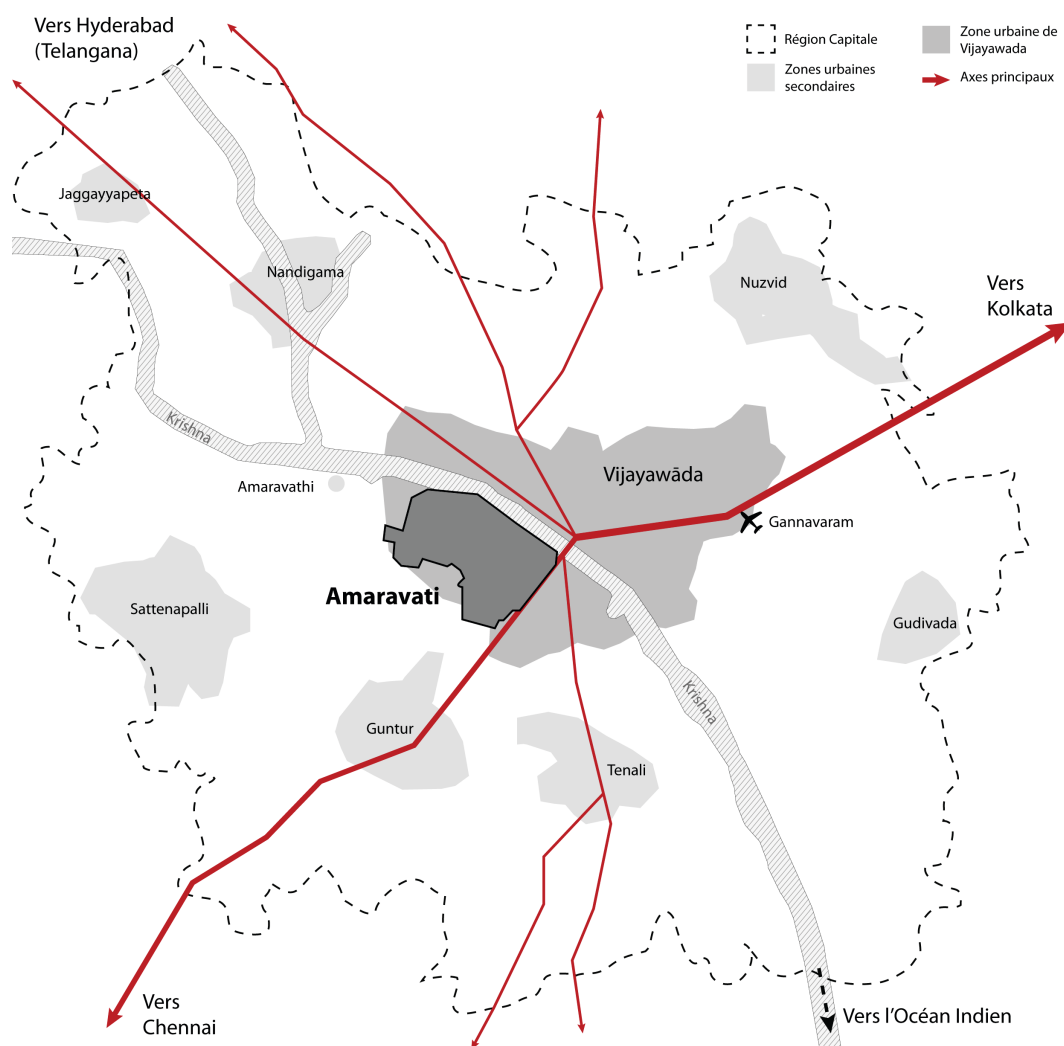 Vers Hyderabad
(Telangana)
Région Capitale
Zone urbaine de
Vijayawada
Zones urbaines
secondaires
Axes principaux
Jaggayyapeta
Nandigama
Nuzvid
Vers
Kolkata
Krishna
Amaravathi
Vijayawāda
Gannavaram
Amaravati
Sattenapalli
Gudivada
Krishna
Guntur
Tenali
Vers
Chennai
Vers l'Océan Indien